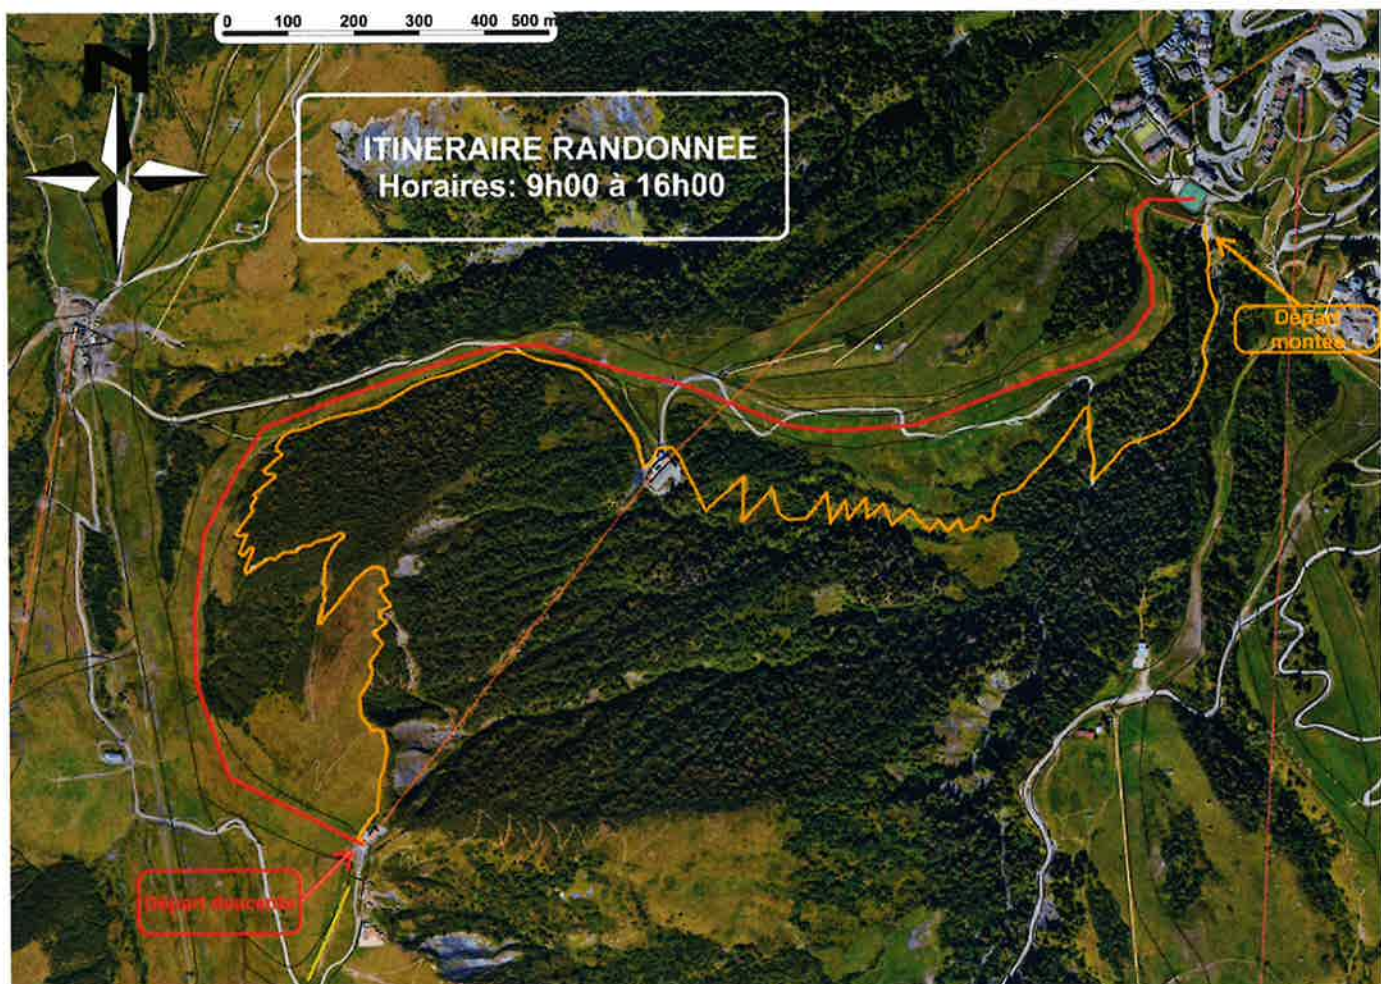 0 100 200 300 400 500 m
N
ITINERAIRE RANDONNEE
Horaires: 9h00 à 16h00
Départ
montée
Départ descente